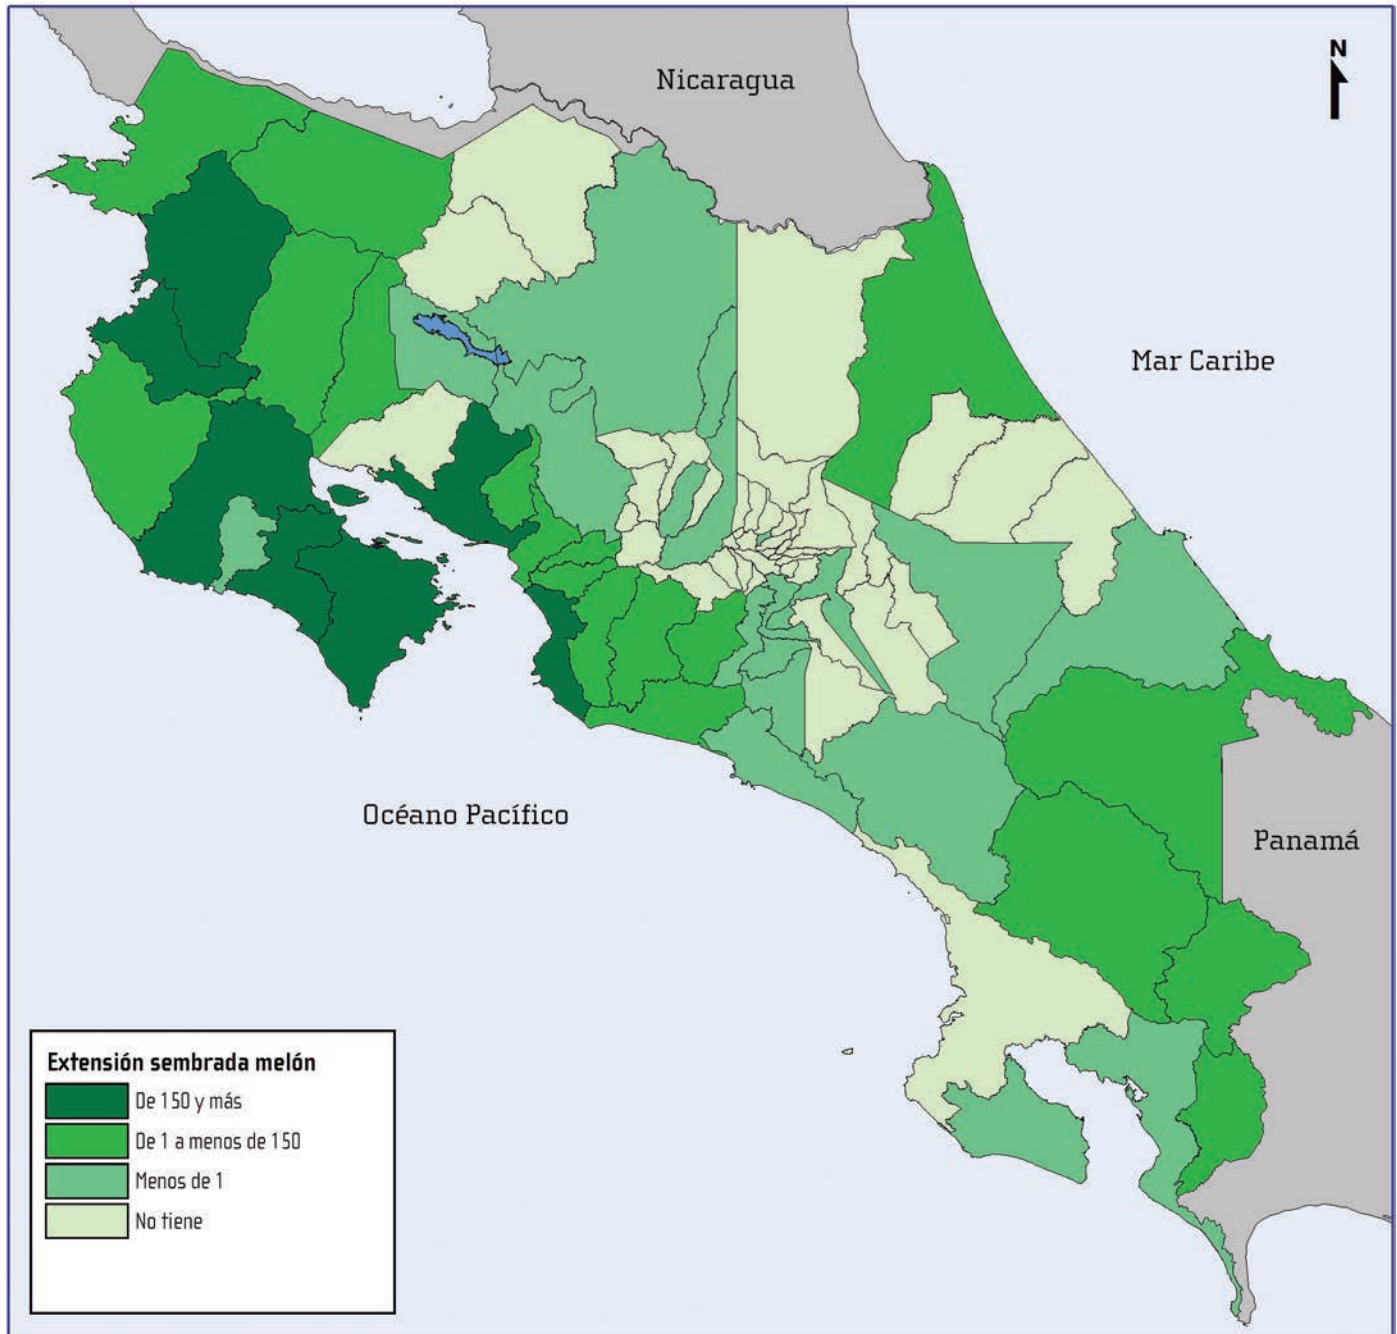 N
Nicaragua
Mar Caribe
Océano Pacífico
Panamá
Extensión sembrada melón
De 150 y más
De 1 a menos de 150
Menos de 1
No tiene